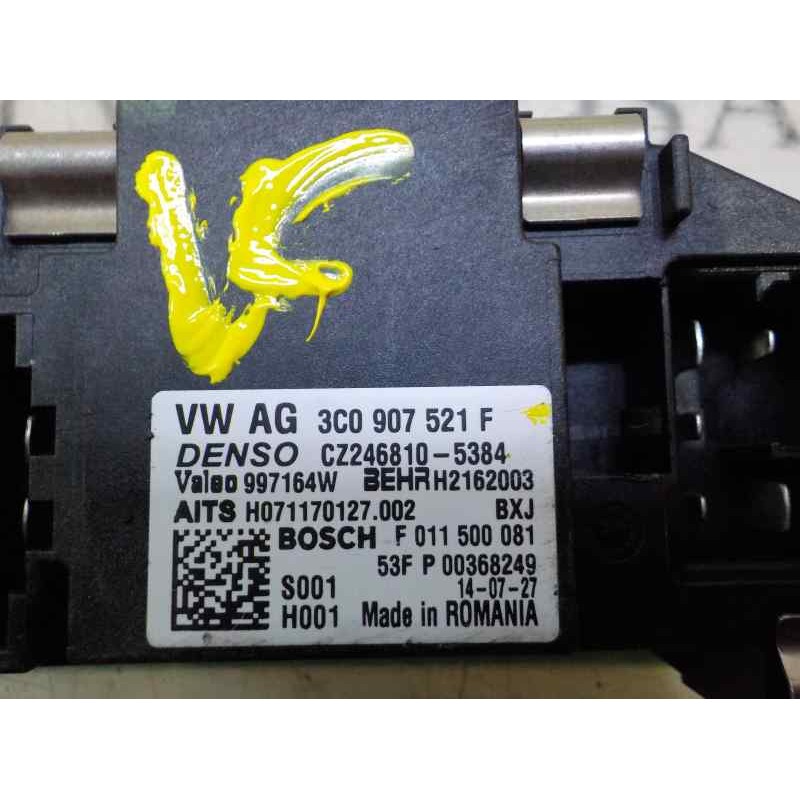 VF
VW AG 3C0 907 521 F
DENSO CZ246810-5384
Valeo 997164W BEHR H2162003
AITS H071170127.002 BXJ
BOSCH F 011 500 081
53F P 00368249
S001 14-07-27
H001 Made in ROMANIA